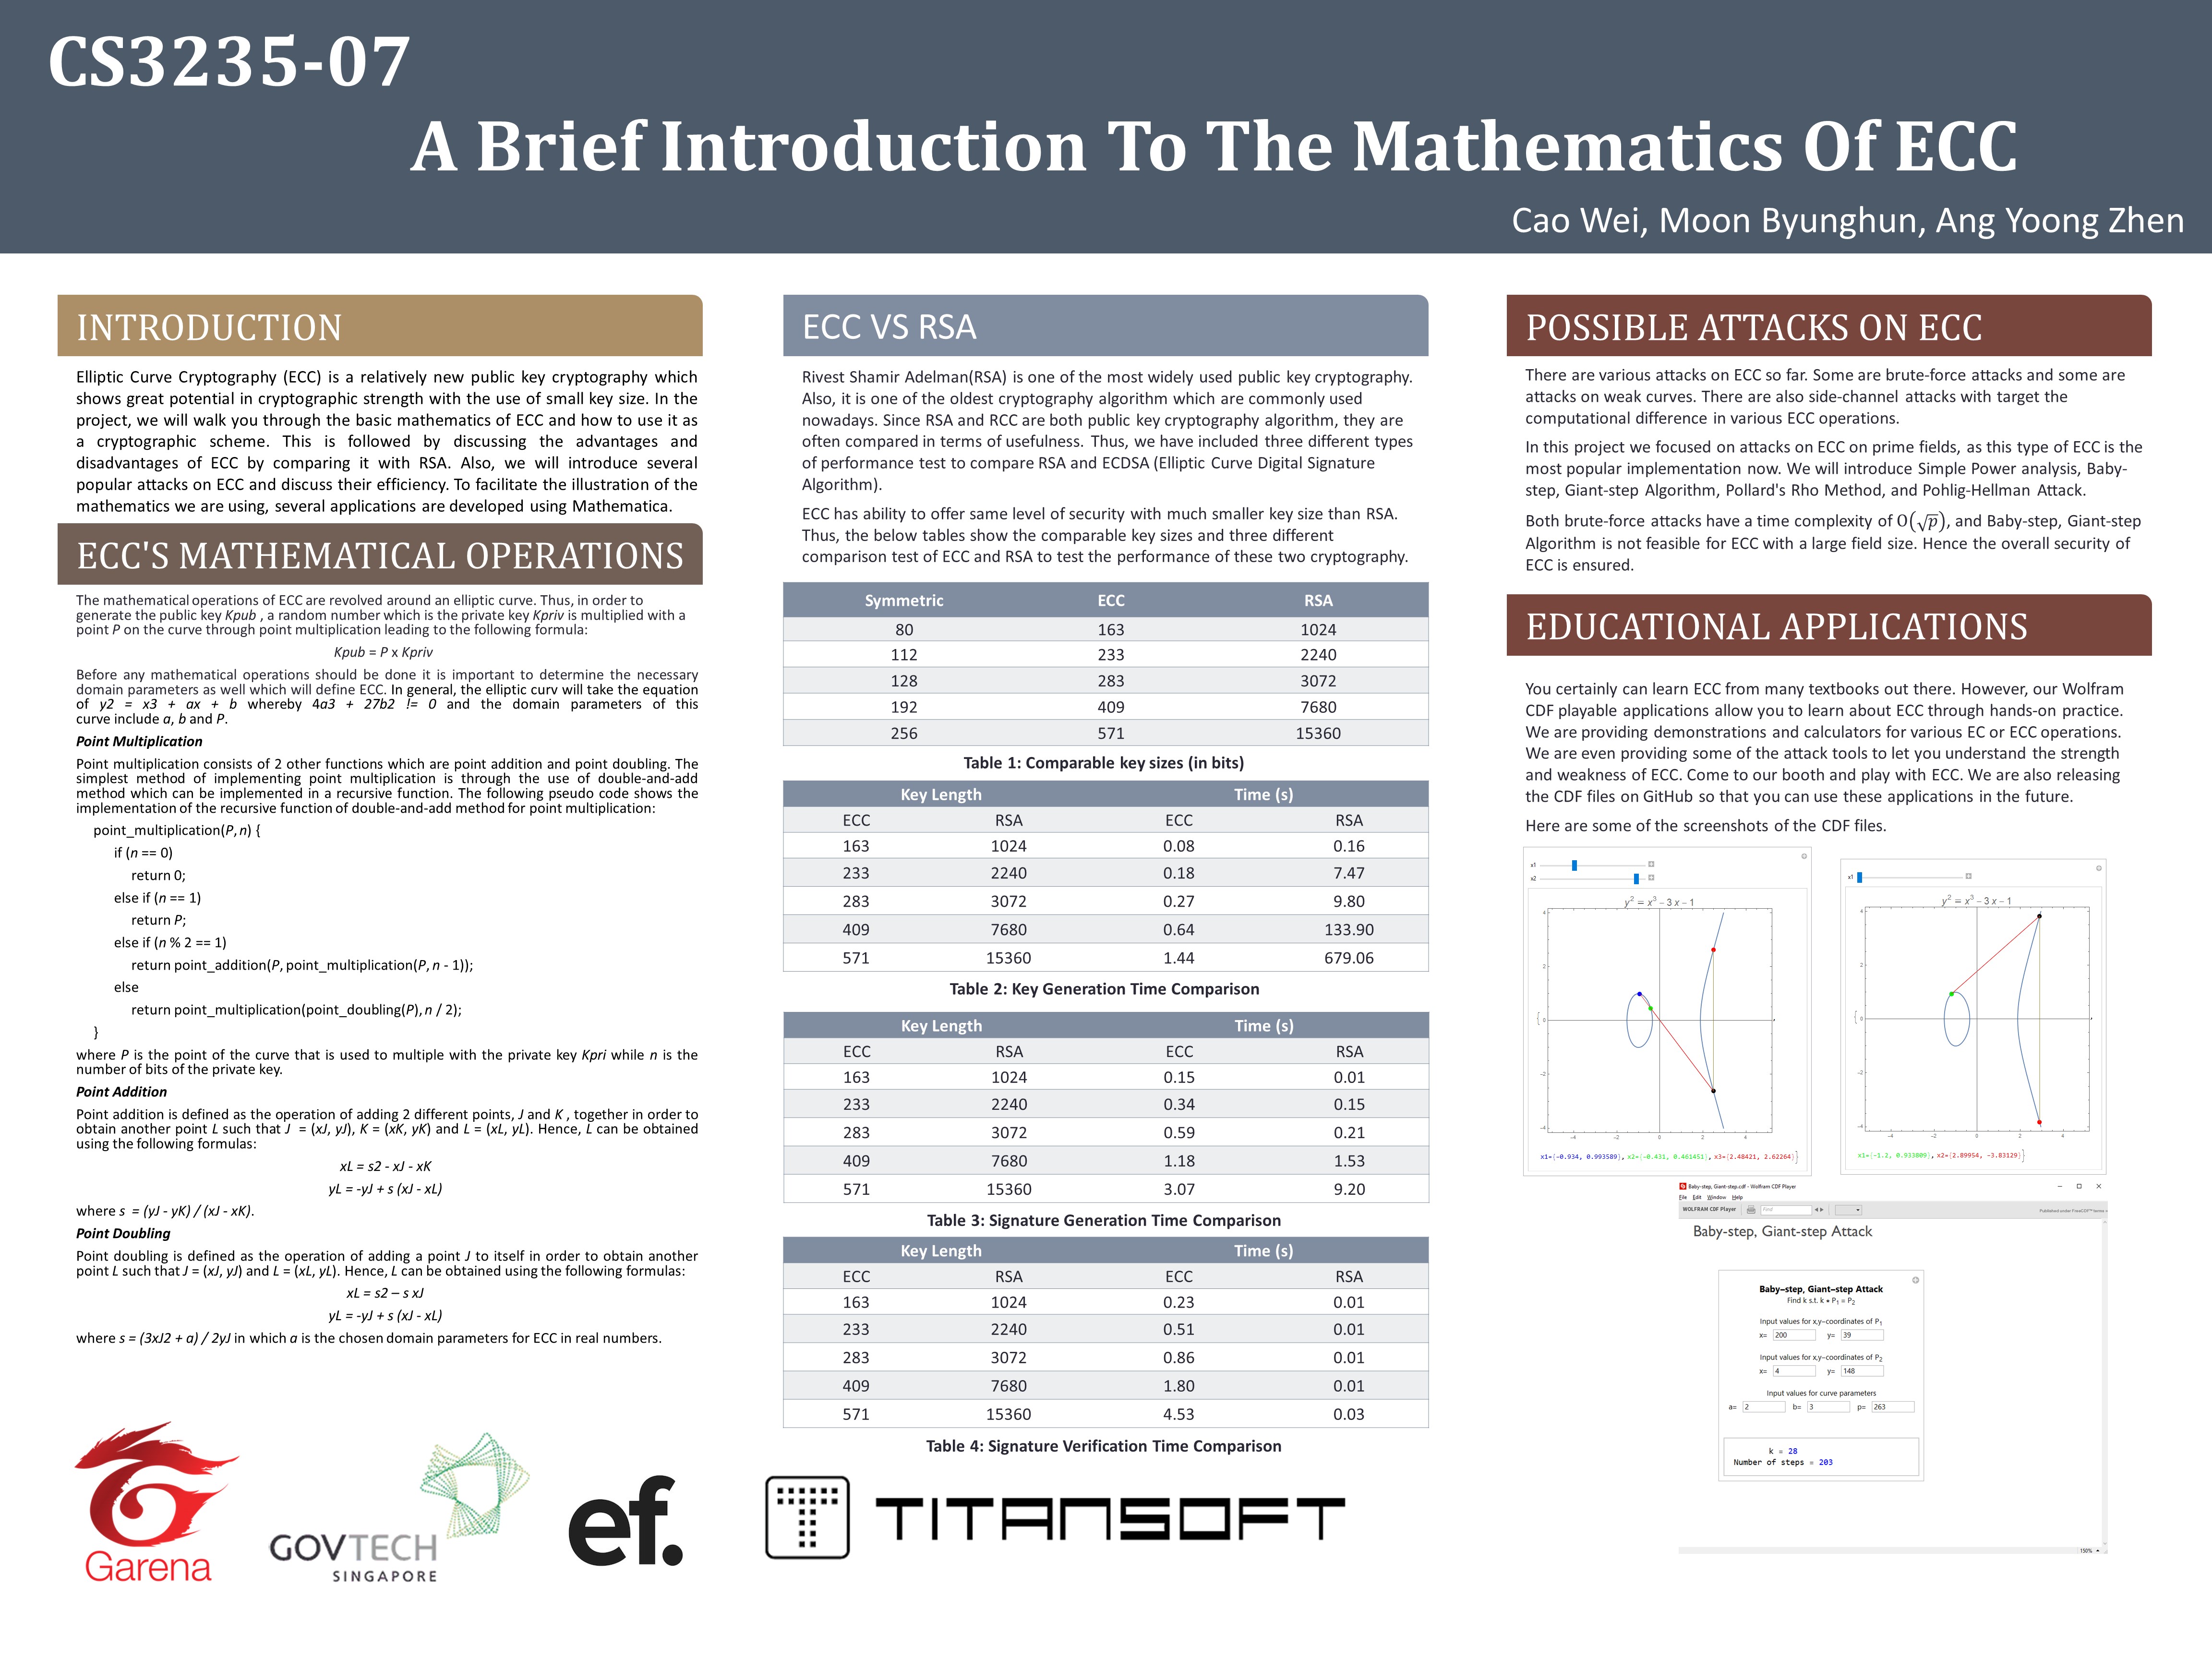 CS3235-07
A Brief Introduction To The Mathematics Of ECC
Cao Wei, Moon Byunghun, Ang Yoong Zhen
INTRODUCTION
Elliptic Curve Cryptography (ECC) is a relatively new public key cryptography which
shows great potential in cryptographic strength with the use of small key size. In the
project, we will walk you through the basic mathematics of ECC and how to use it as
a cryptographic scheme. This is followed by discussing the advantages and
disadvantages of ECC by comparing it with RSA. Also, we will introduce several
popular attacks on ECC and discuss their efficiency. To facilitate the illustration of the
mathematics we are using, several applications are developed using Mathematica.
ECC'S MATHEMATICAL OPERATIONS
The mathematical operations of ECC are revolved around an elliptic curve. Thus, in order to
generate the public key Kpub , a random number which is the private key Kpriv is multiplied with a
point P on the curve through point multiplication leading to the following formula:
Kpub = P x Kpriv
Before any mathematical operations should be done it is important to determine the necessary
domain parameters as well which will define ECC. In general, the elliptic curv will take the equation
of y2 = x3 + ax + b whereby 4a3 + 27b2 != 0 and the domain parameters of this
curve include a, b and P.
Point Multiplication
Point multiplication consists of 2 other functions which are point addition and point doubling. The
simplest method of implementing point multiplication is through the use of double-and-add
method which can be implemented in a recursive function. The following pseudo code shows the
implementation of the recursive function of double-and-add method for point multiplication:
point_multiplication(P, n) {
if (n == 0)
return 0;
else if (n == 1)
return P;
else if (n % 2 == 1)
return point_addition(P, point_multiplication(P, n - 1));
else
return point_multiplication(point_doubling(P), n / 2);
}
where P is the point of the curve that is used to multiple with the private key Kpri while n is the
number of bits of the private key.
Point Addition
Point addition is defined as the operation of adding 2 different points, J and K , together in order to
obtain another point L such that J = (xJ, yJ), K = (xK, yK) and L = (xL, yL). Hence, L can be obtained
using the following formulas:
xL = s2 - xJ - xK
yL = -yJ + s (xJ - xL)
where s = (yJ - yK) / (xJ - xK).
Point Doubling
Point doubling is defined as the operation of adding a point J to itself in order to obtain another
point L such that J = (xJ, yJ) and L = (xL, yL). Hence, L can be obtained using the following formulas:
xL = s2 – s xJ
yL = -yJ + s (xJ - xL)
where s = (3xJ2 + a) / 2yJ in which a is the chosen domain parameters for ECC in real numbers.
Garena
GOVTECH
SINGAPORE
ef.
TITANSOFT
ECC VS RSA
Rivest Shamir Adelman(RSA) is one of the most widely used public key cryptography.
Also, it is one of the oldest cryptography algorithm which are commonly used
nowadays. Since RSA and RCC are both public key cryptography algorithm, they are
often compared in terms of usefulness. Thus, we have included three different types
of performance test to compare RSA and ECDSA (Elliptic Curve Digital Signature
Algorithm).
ECC has ability to offer same level of security with much smaller key size than RSA.
Thus, the below tables show the comparable key sizes and three different
comparison test of ECC and RSA to test the performance of these two cryptography.
Symmetric ECC RSA
80 163 1024
112 233 2240
128 283 3072
192 409 7680
256 571 15360
Table 1: Comparable key sizes (in bits)
Key Length Time (s)
ECC RSA ECC RSA
163 1024 0.08 0.16
233 2240 0.18 7.47
283 3072 0.27 9.80
409 7680 0.64 133.90
571 15360 1.44 679.06
Table 2: Key Generation Time Comparison
Key Length Time (s)
ECC RSA ECC RSA
163 1024 0.15 0.01
233 2240 0.34 0.15
283 3072 0.59 0.21
409 7680 1.18 1.53
571 15360 3.07 9.20
Table 3: Signature Generation Time Comparison
Key Length Time (s)
ECC RSA ECC RSA
163 1024 0.23 0.01
233 2240 0.51 0.01
283 3072 0.86 0.01
409 7680 1.80 0.01
571 15360 4.53 0.03
Table 4: Signature Verification Time Comparison
POSSIBLE ATTACKS ON ECC
There are various attacks on ECC so far. Some are brute-force attacks and some are
attacks on weak curves. There are also side-channel attacks with target the
computational difference in various ECC operations.
In this project we focused on attacks on ECC on prime fields, as this type of ECC is the
most popular implementation now. We will introduce Simple Power analysis, Baby-
step, Giant-step Algorithm, Pollard's Rho Method, and Pohlig-Hellman Attack.
Both brute-force attacks have a time complexity of O(√p), and Baby-step, Giant-step
Algorithm is not feasible for ECC with a large field size. Hence the overall security of
ECC is ensured.
EDUCATIONAL APPLICATIONS
You certainly can learn ECC from many textbooks out there. However, our Wolfram
CDF playable applications allow you to learn about ECC through hands-on practice.
We are providing demonstrations and calculators for various EC or ECC operations.
We are even providing some of the attack tools to let you understand the strength
and weakness of ECC. Come to our booth and play with ECC. We are also releasing
the CDF files on GitHub so that you can use these applications in the future.
Here are some of the screenshots of the CDF files.
x1
x2
y² = x³ − 3 x − 1
4
2
0
-2
-4
-4 -2 0 2 4
x1={-0.934, 0.993589}, x2={-0.431, 0.461451}, x3={2.48421, 2.62264}
x1
y² = x³ − 3 x − 1
4
2
0
-2
-4
-4 -2 0 2 4
x1={-1.2, 0.933809}, x2={2.89954, -3.83129}
Baby-step, Giant-step.cdf - Wolfram CDF Player
File Edit Window Help
WOLFRAM CDF Player Find Published under FreeCDF™ terms
Baby-step, Giant-step Attack
Baby–step, Giant–step Attack
Find k s.t. k • P₁ = P₂
Input values for x,y–coordinates of P₁
x= 200 y= 39
Input values for x,y–coordinates of P₂
x= 4 y= 148
Input values for curve parameters
a= 2 b= 3 p= 263
k = 28
Number of steps = 203
150%